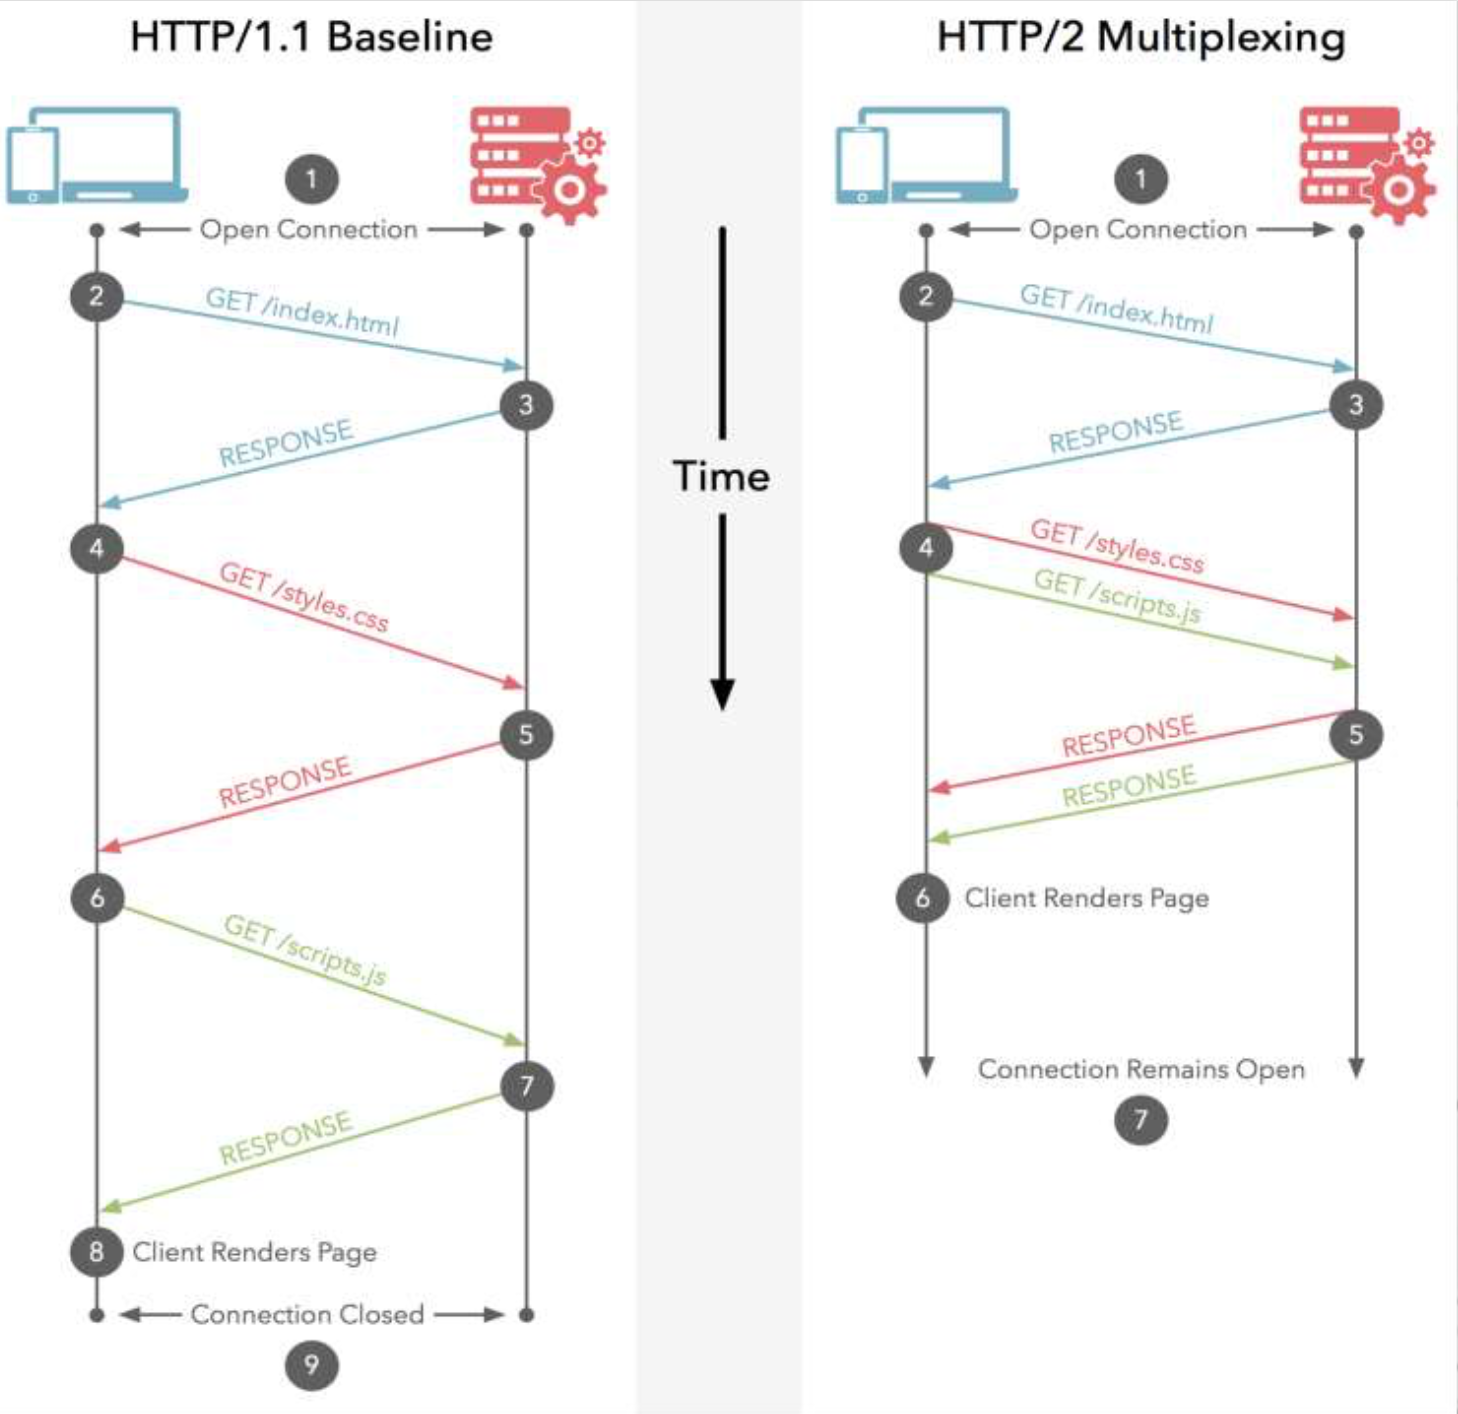 HTTP/1.1 Baseline
1
Open Connection
2
GET /index.html
3
RESPONSE
4
GET /styles.css
5
RESPONSE
6
GET /scripts.js
7
RESPONSE
8 Client Renders Page
Connection Closed
9
Time
HTTP/2 Multiplexing
1
Open Connection
2
GET /index.html
3
RESPONSE
4
GET /styles.css
GET /scripts.js
5
RESPONSE
RESPONSE
6 Client Renders Page
Connection Remains Open
7